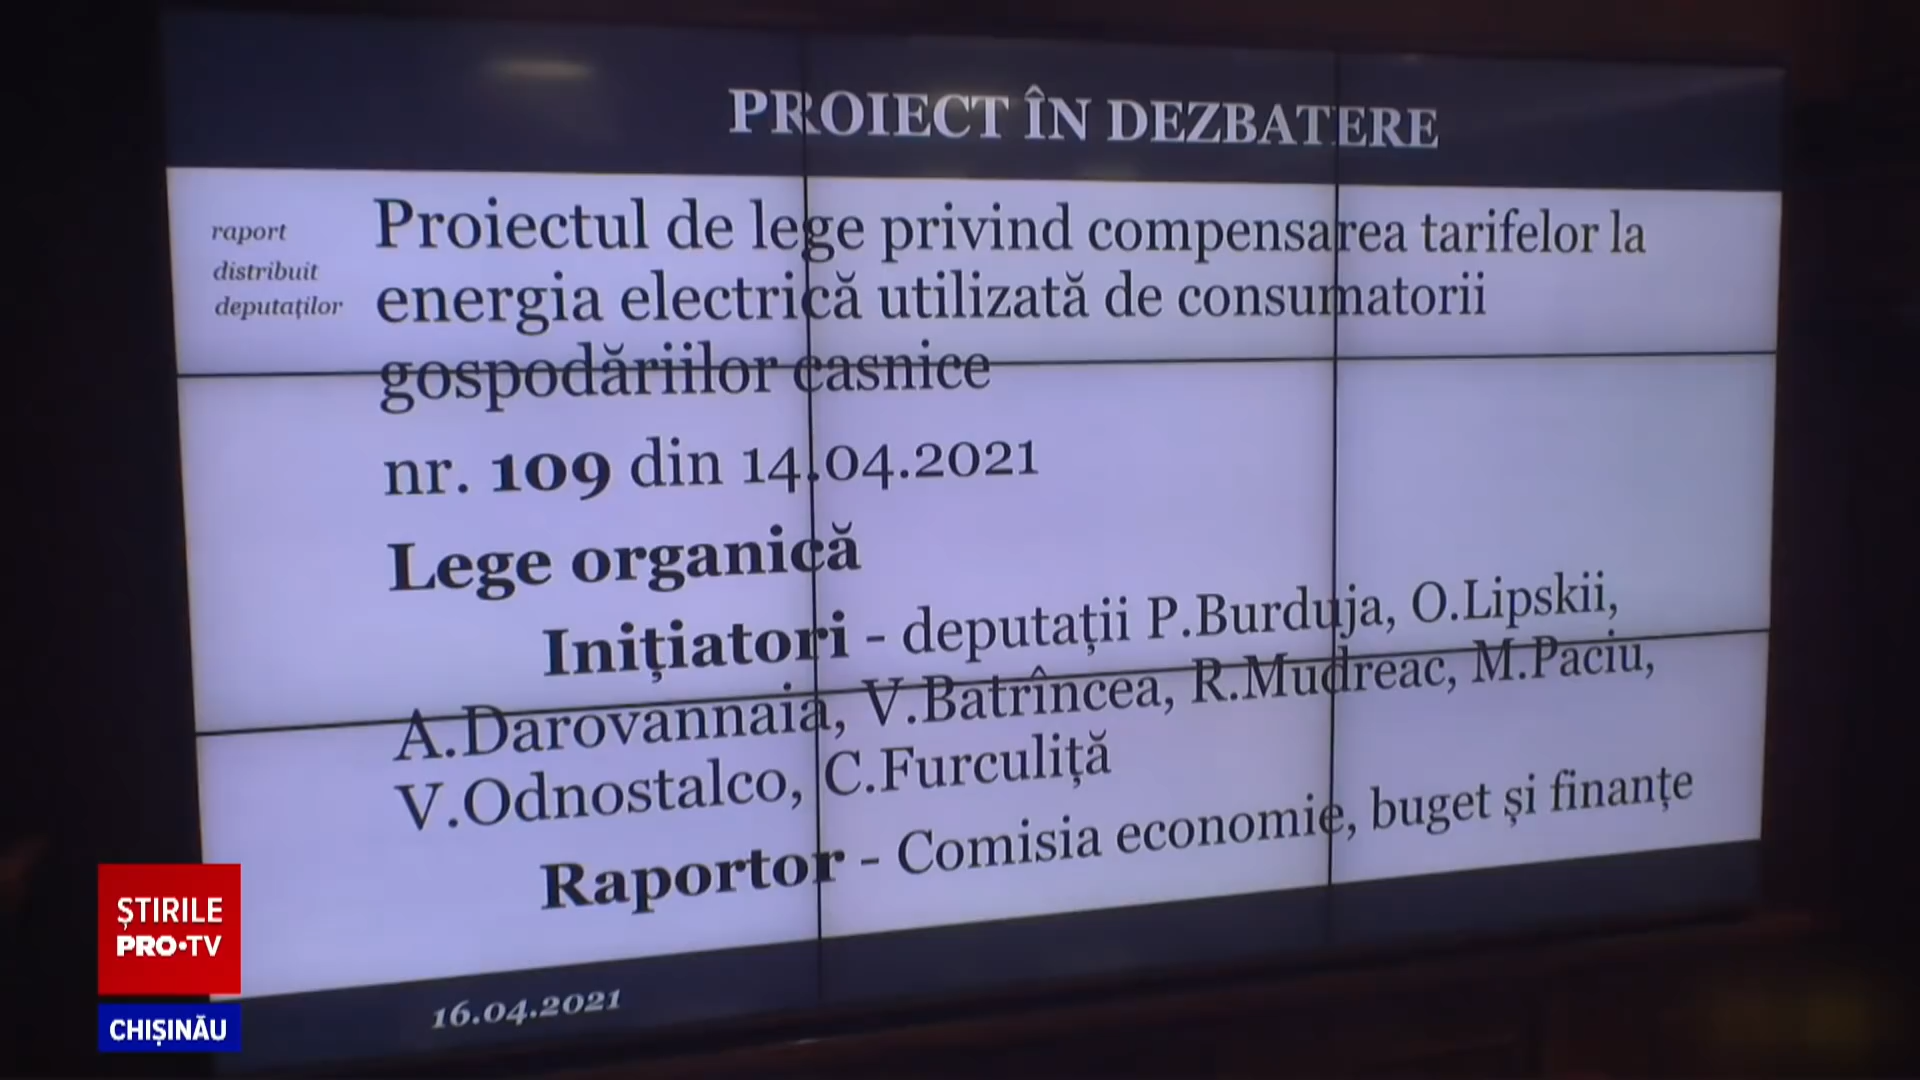 PROIECT ÎN DEZBATERE
raport
distribuit
deputaților
Proiectul de lege privind compensarea tarifelor la
energia electrică utilizată de consumatorii
gospodăriilor casnice
nr. 109 din 14.04.2021
Lege organică
Inițiatori - deputații P.Burduja, O.Lipskii,
A.Darovannaia, V.Batrîncea, R.Mudreac, M.Paciu,
V.Odnostalco, C.Furculiță
Raportor - Comisia economie, buget și finanțe
16.04.2021
ȘTIRILE
PRO•TV
CHIȘINĂU